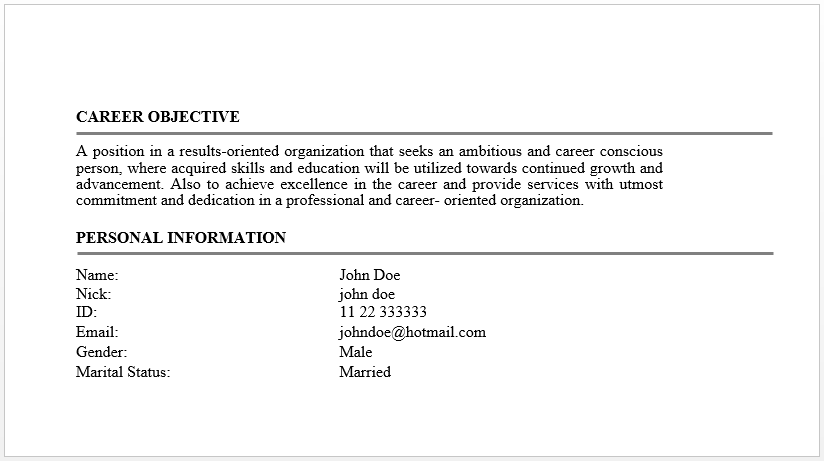 CAREER OBJECTIVE
A position in a results-oriented organization that seeks an ambitious and career conscious
person, where acquired skills and education will be utilized towards continued growth and
advancement. Also to achieve excellence in the career and provide services with utmost
commitment and dedication in a professional and career- oriented organization.
PERSONAL INFORMATION
Name: John Doe
Nick: john doe
ID: 11 22 333333
Email: johndoe@hotmail.com
Gender: Male
Marital Status: Married